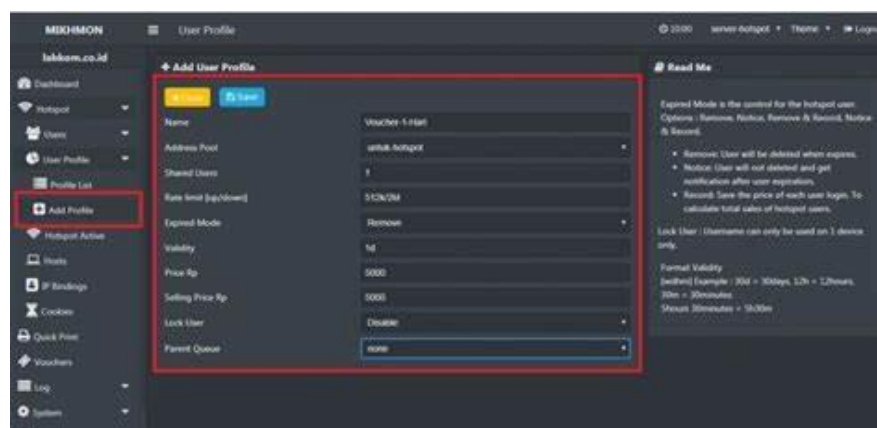 MIKHMON
User Profile
server-hotspot
Theme
labkom.co.id
Dashboard
Hotspot
Users
User Profile
Profile List
Add Profile
Hotspot Active
Hosts
IP Bindings
Cookies
Quick Print
Vouchers
Log
System
Add User Profile
Save
Name
Voucher-1-Hari
Address Pool
untuk-hotspot
Shared Users
1
Rate limit [up/down]
512k/2M
Expired Mode
Remove
Validity
1d
Price Rp
5000
Selling Price Rp
5000
Lock User
Disable
Parent Queue
none
Read Me
Expired Mode is the control for the hotspot user.
Options : Remove, Notice, Remove & Record, Notice
& Record.
Remove: User will be deleted when expires.
Notice: User will not deleted and get
notification after user expiration.
Record: Save the price of each user login. To
calculate total sales of hotspot users.
Lock User : Username can only be used on 1 device
only.
Format Validity
[wdhm] Example : 30d = 30days, 12h = 12hours,
30m = 30minutes
5hours 30minutes = 5h30m